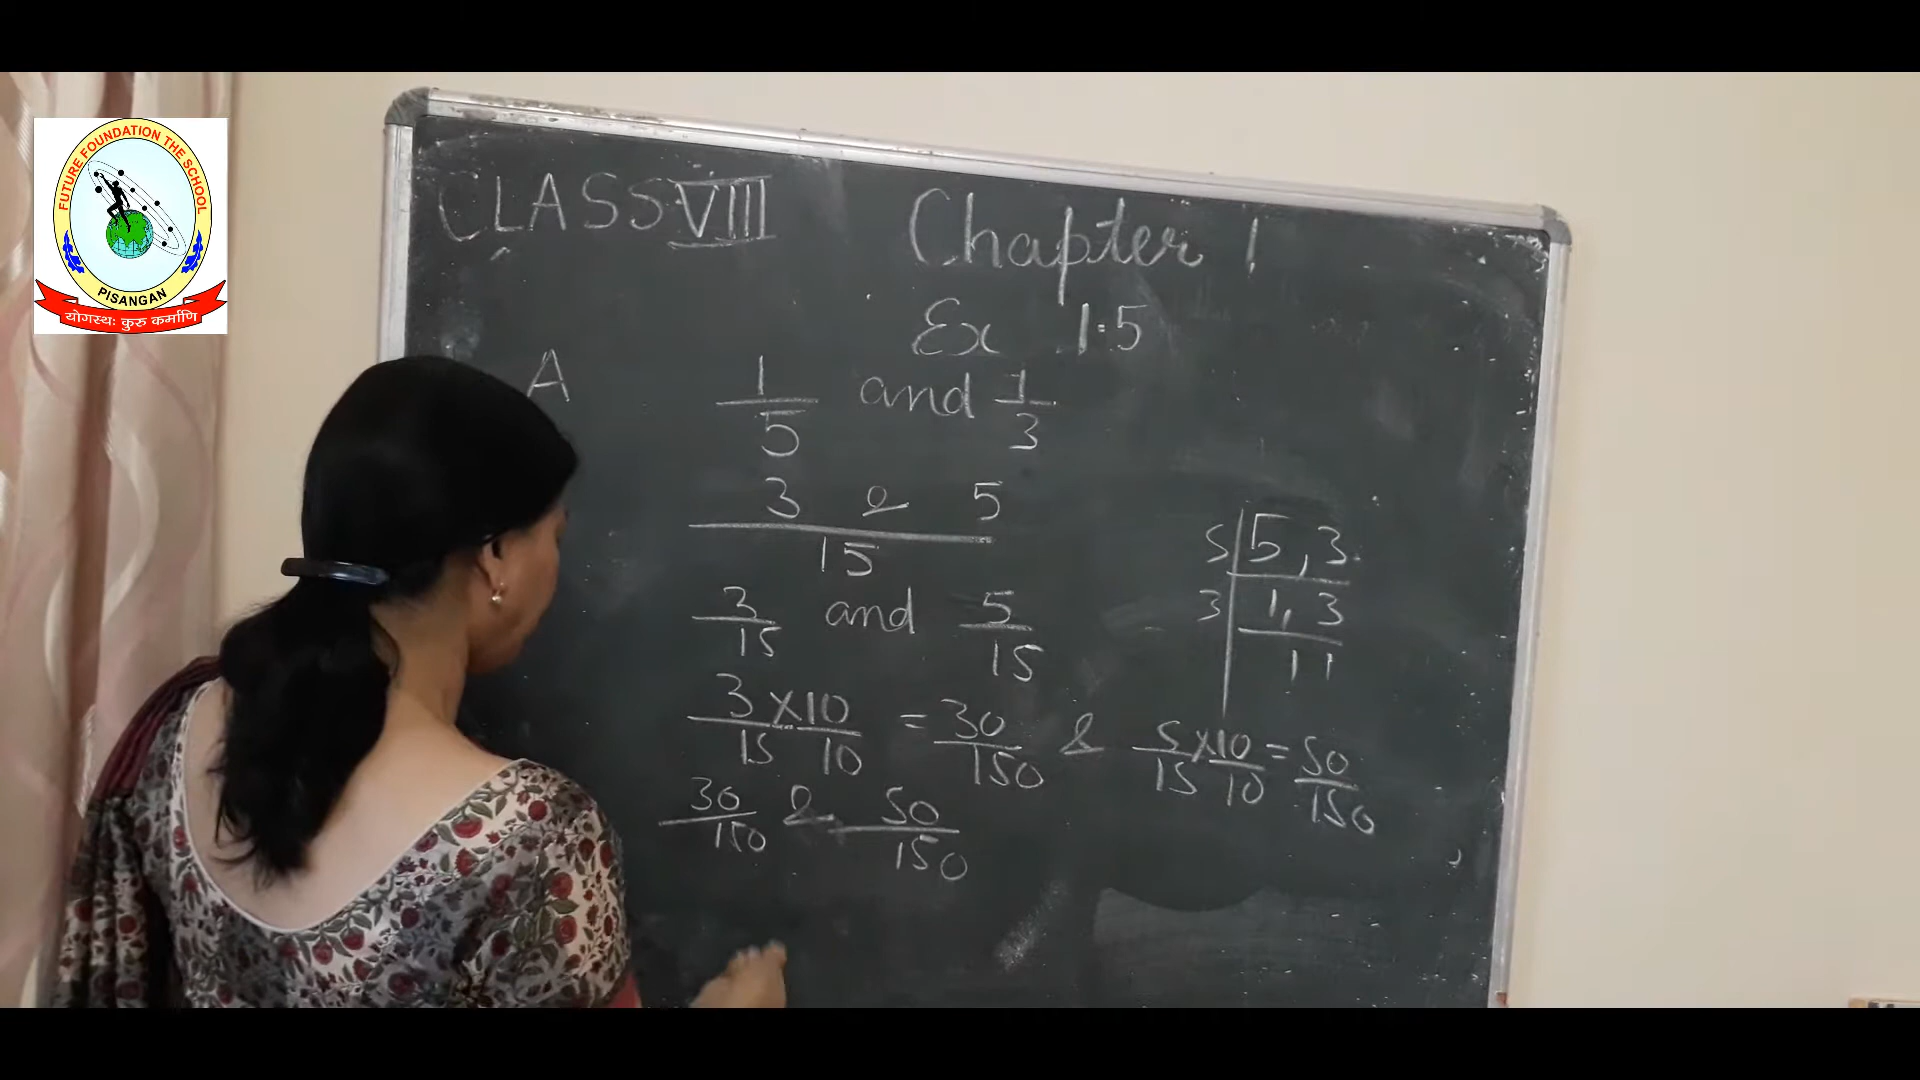 FUTURE FOUNDATION THE SCHOOL
PISANGAN
योगस्थः कुरु कर्माणि
CLASS VIII Chapter 1
Ex 1.5
A 1/5 and 1/3
3 & 5
15
3/15 and 5/15
3/15 × 10/10 = 30/150 & 5/15 × 10/10 = 50/150
30/150 & 50/150
5 | 5, 3
3 | 1, 3
1 1